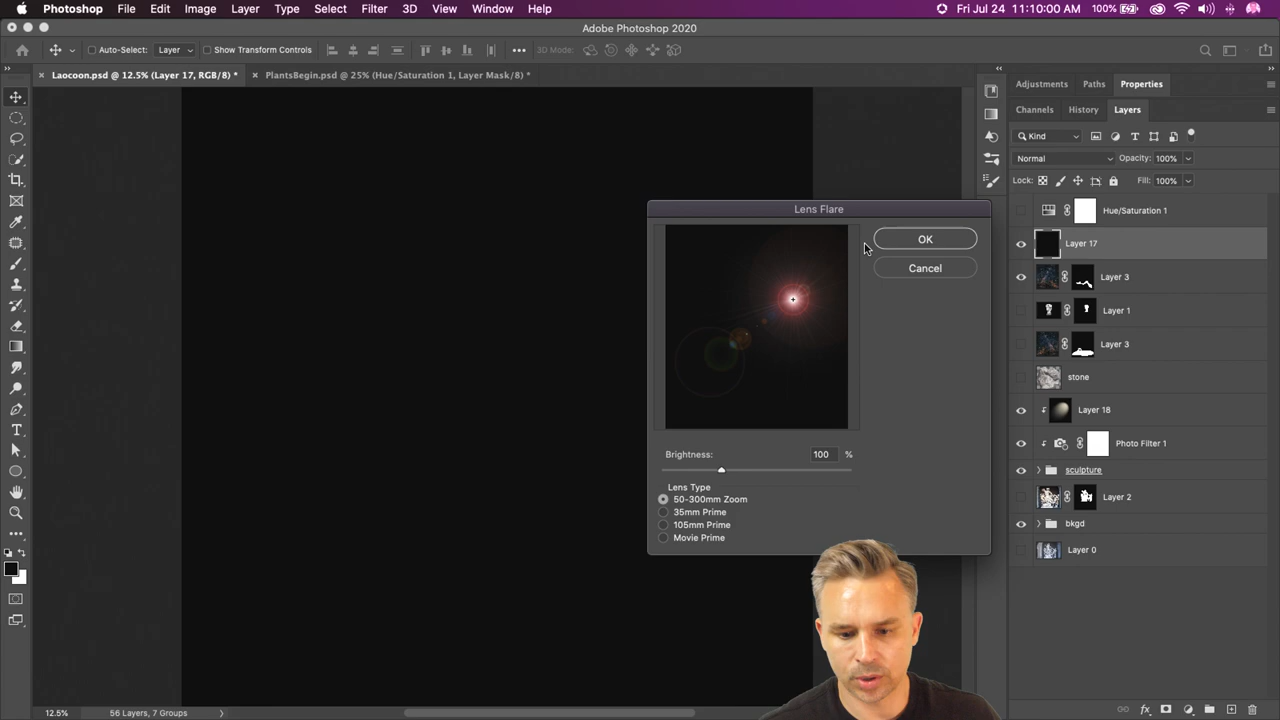 Photoshop File Edit Image Layer Type Select Filter 3D View Window Help 100% Fri Jul 24 11:10:00 AM
Adobe Photoshop 2020
Auto-Select: Layer Show Transform Controls 3D Mode:
Laocoon.psd @ 12.5% (Layer 17, RGB/8) * Plants8egin.psd @ 25% (Hue/Saturation 1, Layer Mask/8) *
Adjustments Paths Properties
Channels History Layers
Kind
Normal Opacity: 100%
Lock: Fill: 100%
Hue/Saturation 1
Layer 17
Layer 3
Layer 1
Layer 3
stone
Layer 18
Photo Filter 1
sculpture
Layer 2
bkgd
Layer 0
Lens Flare
OK
Cancel
Brightness: 100 %
Lens Type
50-300mm Zoom
35mm Prime
105mm Prime
Movie Prime
12.5% 56 Layers, 7 Groups